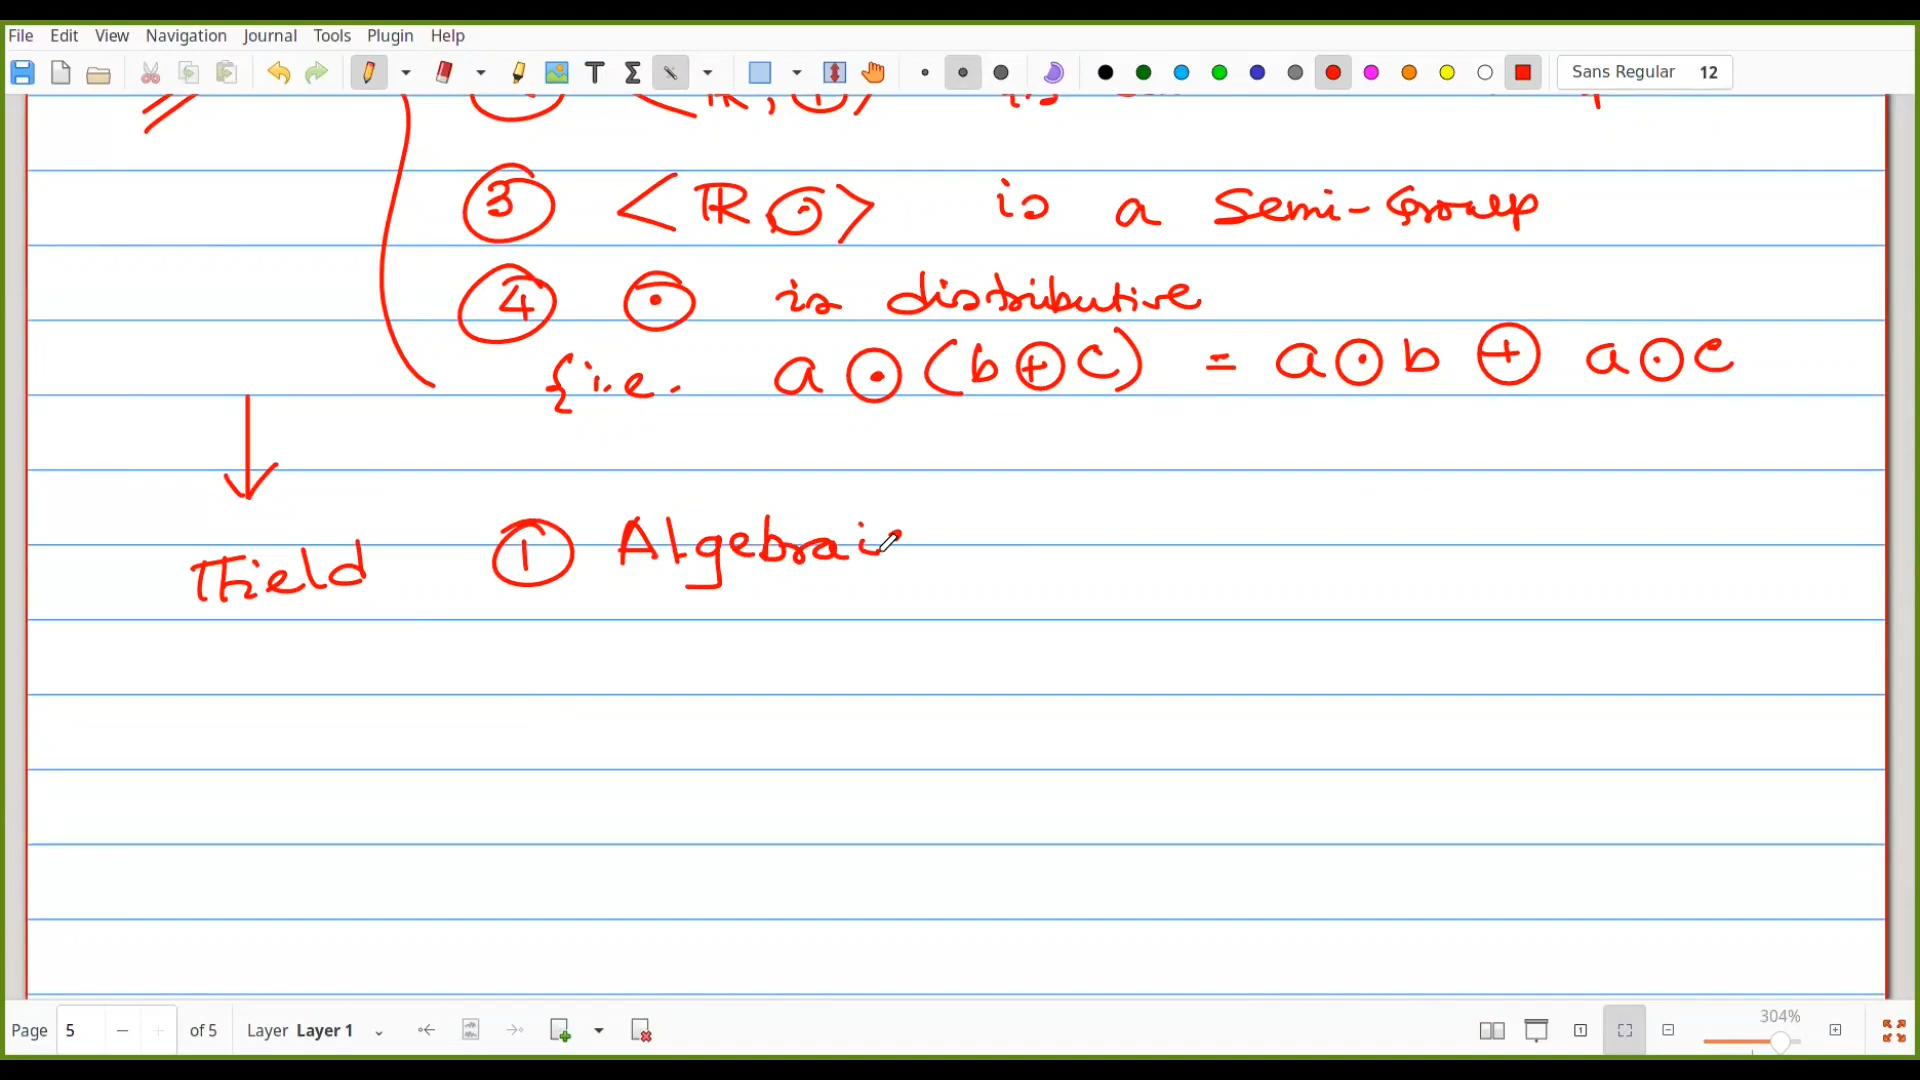 File Edit View Navigation Journal Tools Plugin Help
Sans Regular 12
③ <ℝ ⊙> is a Semi-Group
④ ⊙ is distributive
{i.e. a ⊙ (b ⊕ c) = a ⊙ b ⊕ a ⊙ c
Field ① Algebrai
Page 5 of 5 Layer Layer 1 304%